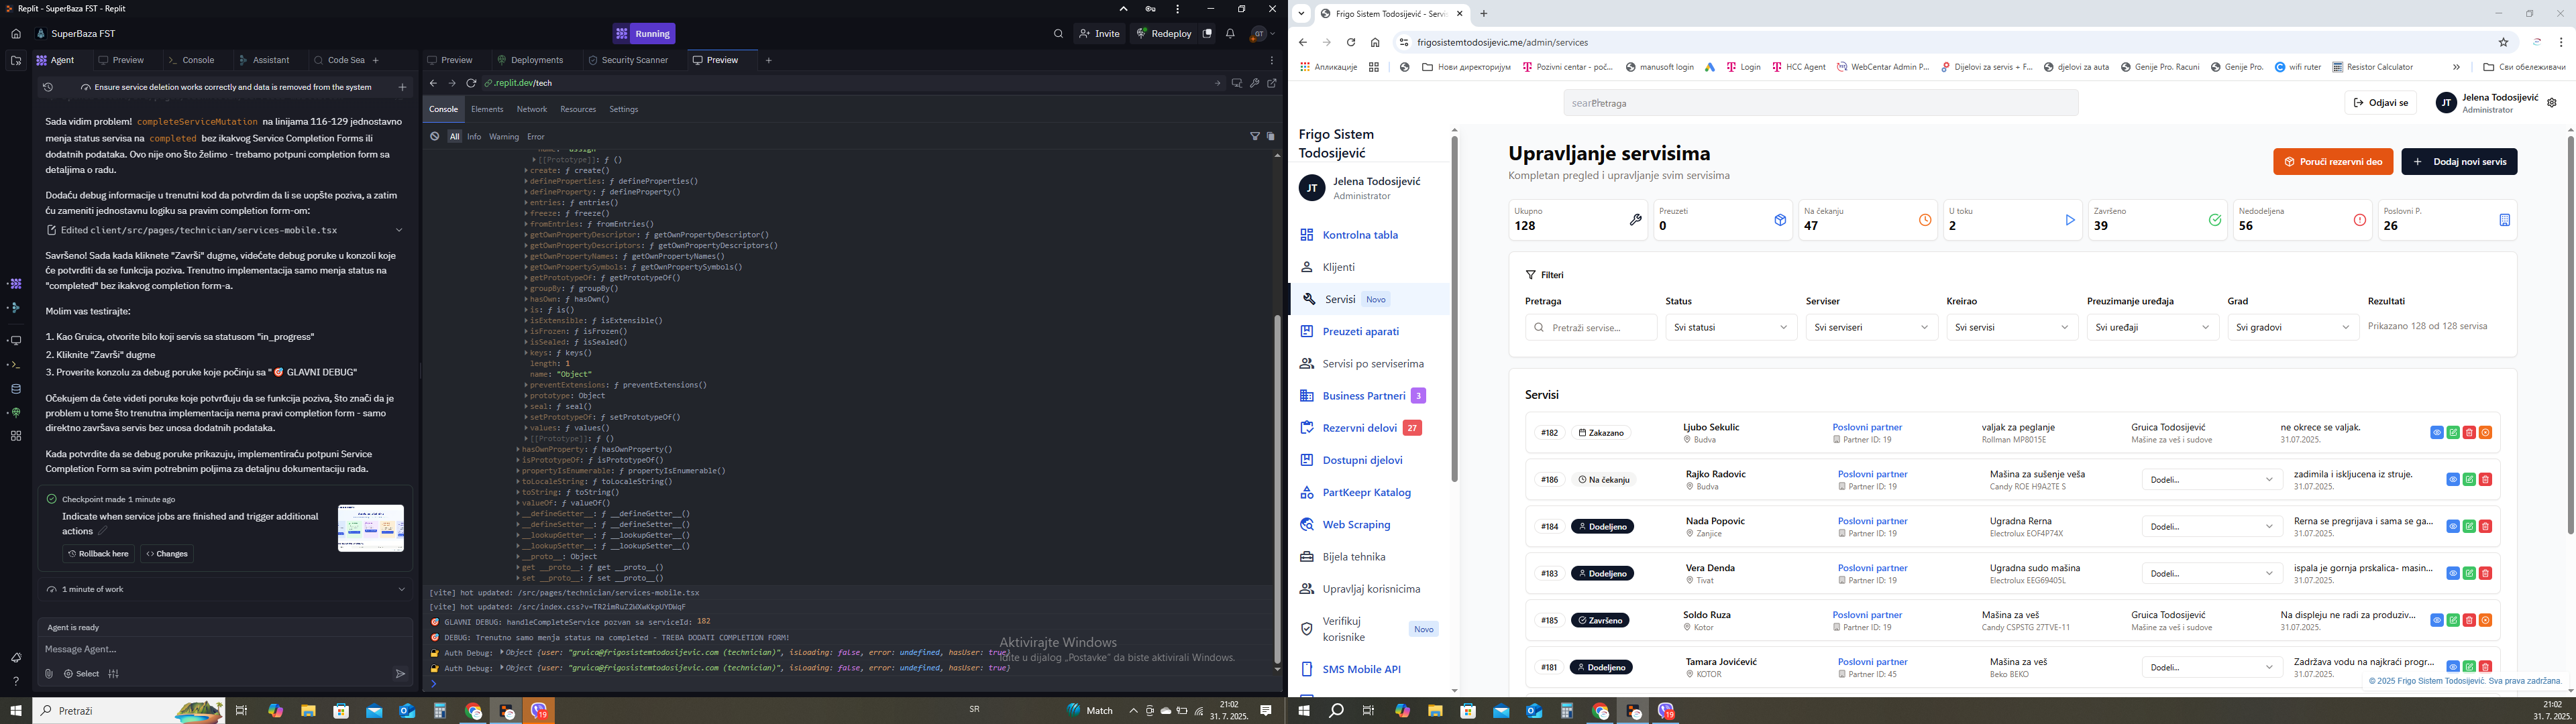 Replit - SuperBaza FST - Replit
SuperBaza FST
Running
Invite
Redeploy
GT
Agent
Preview
Console
Assistant
Code Sea
Ensure service deletion works correctly and data is removed from the system
Sada vidim problem! completeServiceMutation na linijama 116-129 jednostavno
menja status servisa na completed bez ikakvog Service Completion Forms ili
dodatnih podataka. Ovo nije ono što želimo - trebamo potpuni completion form sa
detaljima o radu.
Dodaću debug informacije u trenutni kod da potvrdim da li se uopšte poziva, a zatim
ću zameniti jednostavnu logiku sa pravim completion form-om:
Edited client/src/pages/technician/services-mobile.tsx
Savršeno! Sada kada kliknete "Završi" dugme, videćete debug poruke u konzoli koje
će potvrditi da se funkcija poziva. Trenutno implementacija samo menja status na
"completed" bez ikakvog completion form-a.
Molim vas testirajte:
1. Kao Gruica, otvorite bilo koji servis sa statusom "in_progress"
2. Kliknite "Završi" dugme
3. Proverite konzolu za debug poruke koje počinju sa "🎯 GLAVNI DEBUG"
Očekujem da ćete videti poruke koje potvrđuju da se funkcija poziva, što znači da je
problem u tome što trenutna implementacija nema pravi completion form - samo
direktno završava servis bez unosa dodatnih podataka.
Kada potvrdite da se debug poruke prikazuju, implementiraću potpuni Service
Completion Form sa svim potrebnim poljima za detaljnu dokumentaciju rada.
Checkpoint made 1 minute ago
Indicate when service jobs are finished and trigger additional
actions
Rollback here
Changes
1 minute of work
Agent is ready
Message Agent...
Select
Preview
Deployments
Security Scanner
Preview
.replit.dev/tech
Console
Elements
Network
Resources
Settings
All
Info
Warning
Error
name: "assign"
[[Prototype]]: ƒ ()
create: ƒ create()
defineProperties: ƒ defineProperties()
defineProperty: ƒ defineProperty()
entries: ƒ entries()
freeze: ƒ freeze()
fromEntries: ƒ fromEntries()
getOwnPropertyDescriptor: ƒ getOwnPropertyDescriptor()
getOwnPropertyDescriptors: ƒ getOwnPropertyDescriptors()
getOwnPropertyNames: ƒ getOwnPropertyNames()
getOwnPropertySymbols: ƒ getOwnPropertySymbols()
getPrototypeOf: ƒ getPrototypeOf()
groupBy: ƒ groupBy()
hasOwn: ƒ hasOwn()
is: ƒ is()
isExtensible: ƒ isExtensible()
isFrozen: ƒ isFrozen()
isSealed: ƒ isSealed()
keys: ƒ keys()
length: 1
name: "Object"
preventExtensions: ƒ preventExtensions()
prototype: Object
seal: ƒ seal()
setPrototypeOf: ƒ setPrototypeOf()
values: ƒ values()
[[Prototype]]: ƒ ()
hasOwnProperty: ƒ hasOwnProperty()
isPrototypeOf: ƒ isPrototypeOf()
propertyIsEnumerable: ƒ propertyIsEnumerable()
toLocaleString: ƒ toLocaleString()
toString: ƒ toString()
valueOf: ƒ valueOf()
__defineGetter__: ƒ __defineGetter__()
__defineSetter__: ƒ __defineSetter__()
__lookupGetter__: ƒ __lookupGetter__()
__lookupSetter__: ƒ __lookupSetter__()
__proto__: Object
get __proto__: ƒ __proto__()
set __proto__: ƒ __proto__()
[vite] hot updated: /src/pages/technician/services-mobile.tsx
[vite] hot updated: /src/index.css?v=TR2imRuZ2WXwKkpUYDWqF
🎯 GLAVNI DEBUG: handleCompleteService pozvan sa serviceId: 182
🎯 DEBUG: Trenutno samo menja status na completed - TREBA DODATI COMPLETION FORM!
Auth Debug: Object {user: "gruica@frigosistemtodosijevic.com (technician)", isLoading: false, error: undefined, hasUser: true}
Auth Debug: Object {user: "gruica@frigosistemtodosijevic.com (technician)", isLoading: false, error: undefined, hasUser: true}
Aktivirajte Windows
Idite u dijalog „Postavke“ da biste aktivirali Windows.
Pretraži
19
SR
Match
21:02
31. 7. 2025.
Frigo Sistem Todosijević - Servi
frigosistemtodosijevic.me/admin/services
Апликације
Нови директоријум
Pozivni centar - poč...
manusoft login
Login
HCC Agent
WebCentar Admin P...
Dijelovi za servis + F...
djelovi za auta
Genije Pro. Racuni
Genije Pro.
wifi ruter
Resistor Calculator
Сви обележивачи
search
Pretraga
Odjavi se
JT
Jelena Todosijević
Administrator
Frigo Sistem
Todosijević
JT
Jelena Todosijević
Administrator
Kontrolna tabla
Klijenti
Servisi Novo
Preuzeti aparati
Servisi po serviserima
Business Partneri 3
Rezervni delovi 27
Dostupni djelovi
PartKeepr Katalog
Web Scraping
Bijela tehnika
Upravljaj korisnicima
Verifikuj
korisnike
Novo
SMS Mobile API
Upravljanje servisima
Kompletan pregled i upravljanje svim servisima
Poruči rezervni deo
Dodaj novi servis
Ukupno
128
Preuzeti
0
Na čekanju
47
U toku
2
Završeno
39
Nedodeljena
56
Poslovni P.
26
Filteri
Pretraga
Status
Serviser
Kreirao
Preuzimanje uređaja
Grad
Rezultati
Pretraži servise...
Svi statusi
Svi serviseri
Svi servisi
Svi uređaji
Svi gradovi
Prikazano 128 od 128 servisa
Servisi
#182 Zakazano Ljubo Sekulic Poslovni partner valjak za peglanje Gruica Todosijević ne okrece se valjak.
Budva Partner ID: 19 Rollman MP8015E Mašine za veš i sudove 31.07.2025.
#186 Na čekanju Rajko Radovic Poslovni partner Mašina za sušenje veša Dodeli... zadimila i iskljucena iz struje.
Budva Partner ID: 19 Candy ROE H9A2TE S 31.07.2025.
#184 Dodeljeno Nada Popovic Poslovni partner Ugradna Rerna Dodeli... Rerna se pregrijava i sama se ga...
Zanjice Partner ID: 19 Electrolux EOF4P74X 31.07.2025.
#183 Dodeljeno Vera Denda Poslovni partner Ugradna sudo mašina Dodeli... ispala je gornja prskalica- masin...
Tivat Partner ID: 19 Electrolux EEG69405L 31.07.2025.
#185 Završeno Soldo Ruza Poslovni partner Mašina za veš Gruica Todosijević Na displeju ne radi za produziv...
Kotor Partner ID: 19 Candy CSPSTG 27TVE-11 Mašine za veš i sudove 31.07.2025.
#181 Dodeljeno Tamara Jovićević Poslovni partner Mašina za veš Dodeli... Zadržava vodu na najkraći progr...
KOTOR Partner ID: 45 Beko BEKO 31.07.2025.
© 2025 Frigo Sistem Todosijević. Sva prava zadržana.
19
21:02
31. 7. 2025.